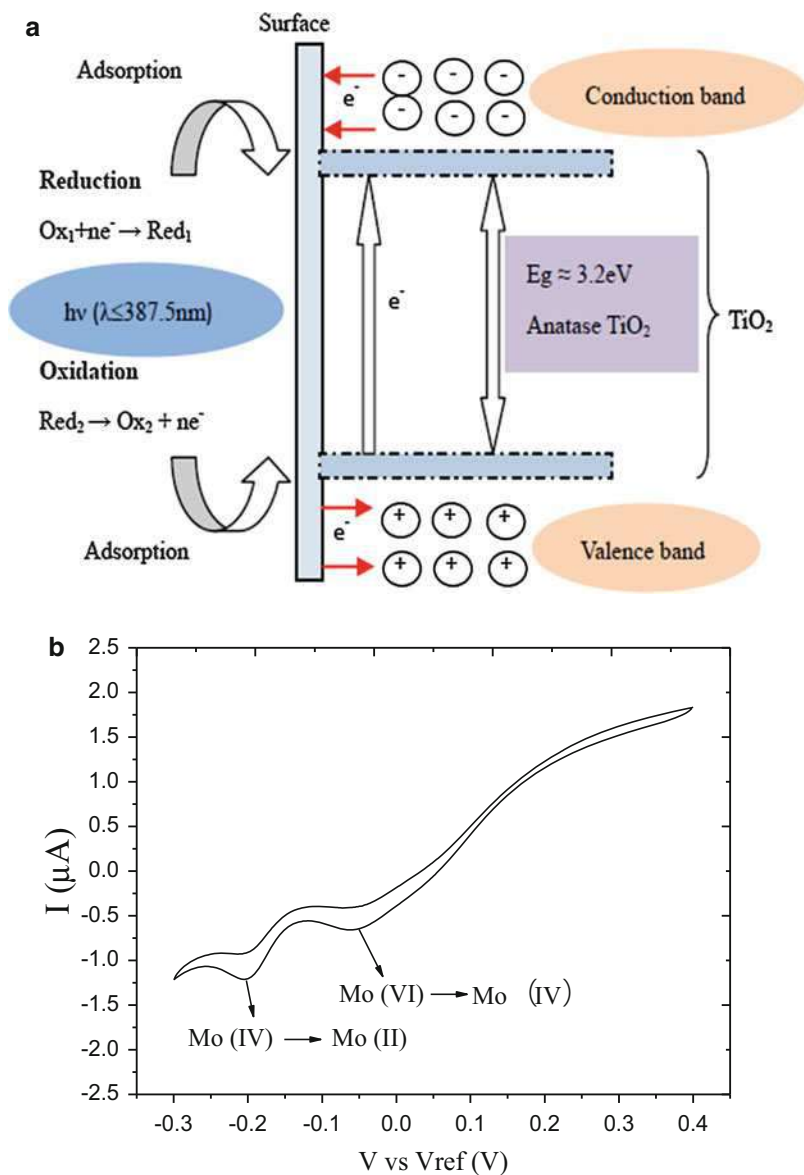 a
Surface
Adsorption
e-
- - -
- - -
Conduction band
Reduction
Ox₁+ne⁻ → Red₁
hν (λ≤387.5nm)
e-
Eg ≈ 3.2eV
Anatase TiO₂
TiO₂
Oxidation
Red₂ → Ox₂ + ne⁻
Adsorption
e-
+ + +
+ + +
Valence band
b
2.5
2.0
1.5
1.0
0.5
0.0
-0.5
-1.0
-1.5
-2.0
-2.5
I (μA)
Mo (VI) → Mo (IV)
Mo (IV) → Mo (II)
-0.3 -0.2 -0.1 0.0 0.1 0.2 0.3 0.4
V vs Vref (V)